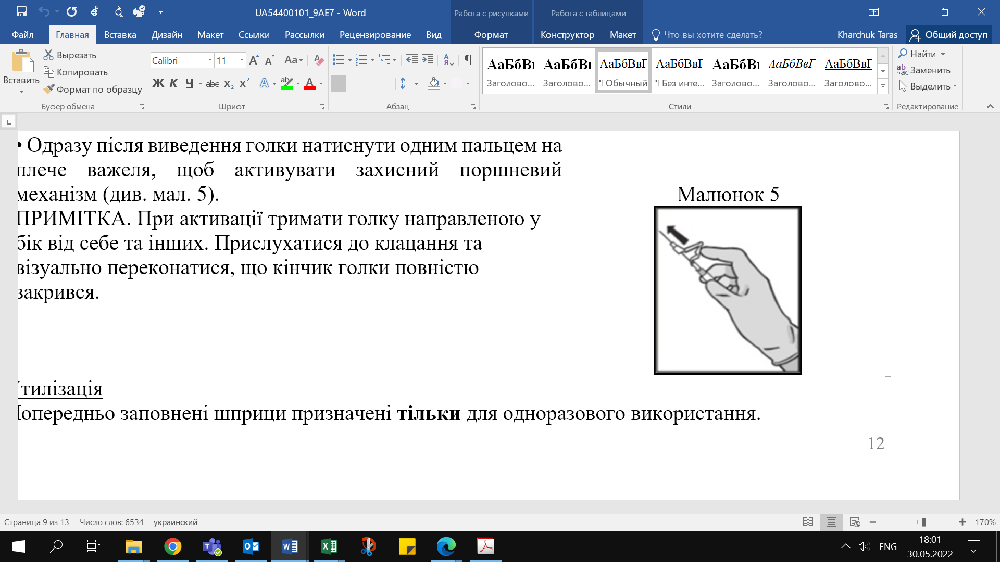 UA54400101_9AE7 - Word
Работа с рисунками
Работа с таблицами
Файл
Главная
Вставка
Дизайн
Макет
Ссылки
Рассылки
Рецензирование
Вид
Формат
Конструктор
Макет
Что вы хотите сделать?
Kharchuk Taras
Общий доступ
Вставить
Вырезать
Копировать
Формат по образцу
Буфер обмена
Calibri
11
Шрифт
Абзац
АаБбВı
Заголово...
АаБбВı
Заголово...
АаБбВвГ
¶ Обычный
АаБбВвГ
¶ Без инте...
АаБбВı
Заголово...
АаБбВвГ
Заголово...
АаБбВвГ
Заголово...
Стили
Найти
Заменить
Выделить
Редактирование
• Одразу після виведення голки натиснути одним пальцем на
плече важеля, щоб активувати захисний поршневий
механізм (див. мал. 5).
ПРИМІТКА. При активації тримати голку направленою у
бік від себе та інших. Прислухатися до клацання та
візуально переконатися, що кінчик голки повністю
закрився.
Малюнок 5
Утилізація
Попередньо заповнені шприци призначені тільки для одноразового використання.
12
Страница 9 из 13
Число слов: 6534
украинский
170%
ENG
18:01
30.05.2022